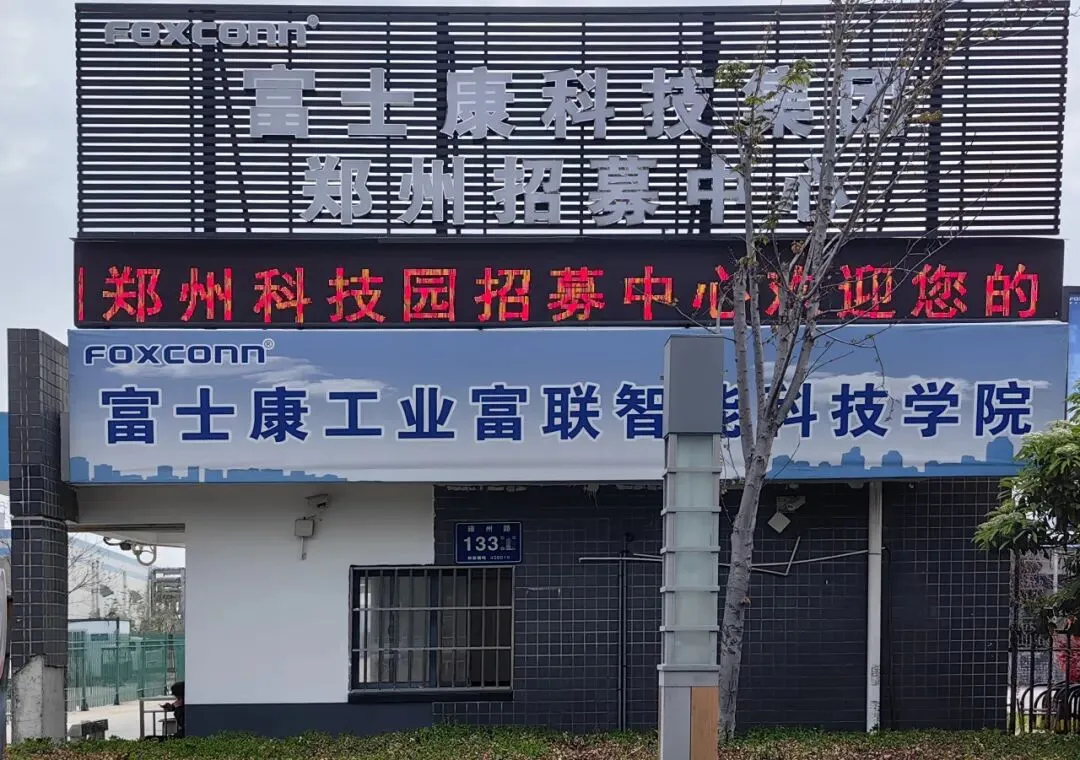 FOXCONN®
富士康科技集团
郑州招募中心
郑州科技园招募中心欢迎您的
FOXCONN®
富士康工业富联智能科技学院
133